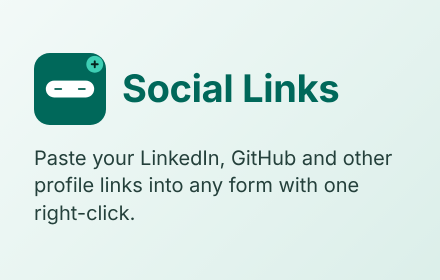 Social Links
Paste your LinkedIn, GitHub and other
profile links into any form with one
right-click.